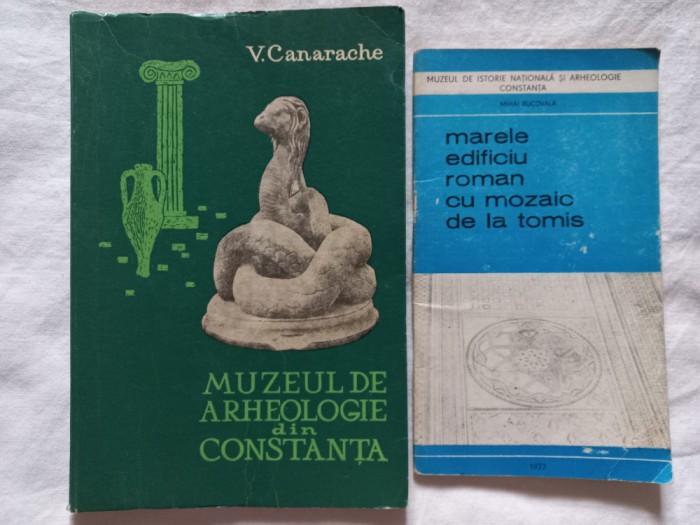 V. Canarache
MUZEUL DE
ARHEOLOGIE
din
CONSTANȚA
MUZEUL DE ISTORIE NAȚIONALĂ ȘI ARHEOLOGIE
CONSTANȚA
MIHAI BUCOVALĂ
marele
edificiu
roman
cu mozaic
de la tomis
1977